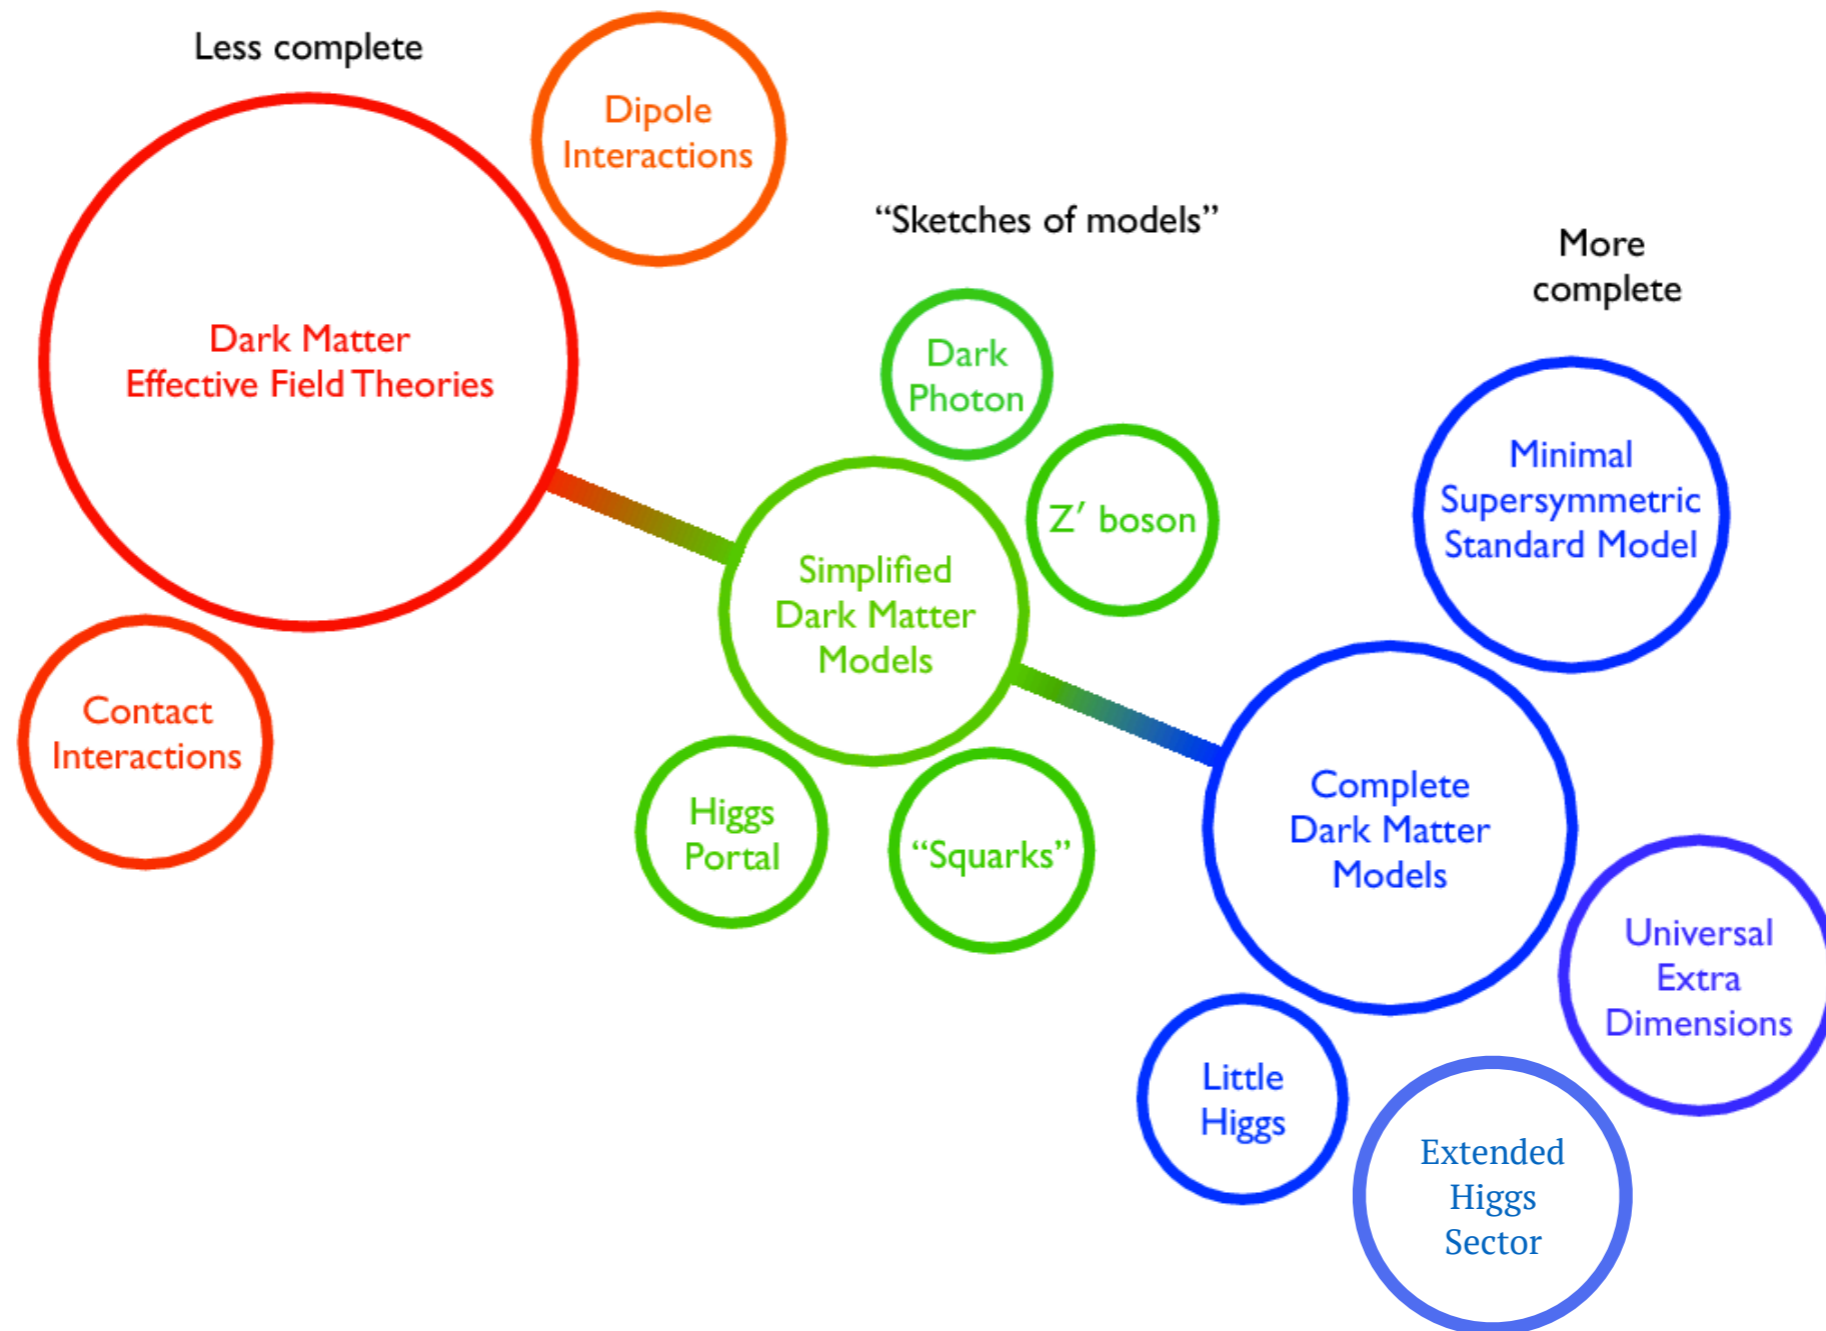 Less complete
Dipole
Interactions
Dark Matter
Effective Field Theories
Contact
Interactions
“Sketches of models”
Dark
Photon
Z′ boson
Simplified
Dark Matter
Models
Higgs
Portal
“Squarks”
More
complete
Minimal
Supersymmetric
Standard Model
Complete
Dark Matter
Models
Universal
Extra
Dimensions
Little
Higgs
Extended
Higgs
Sector